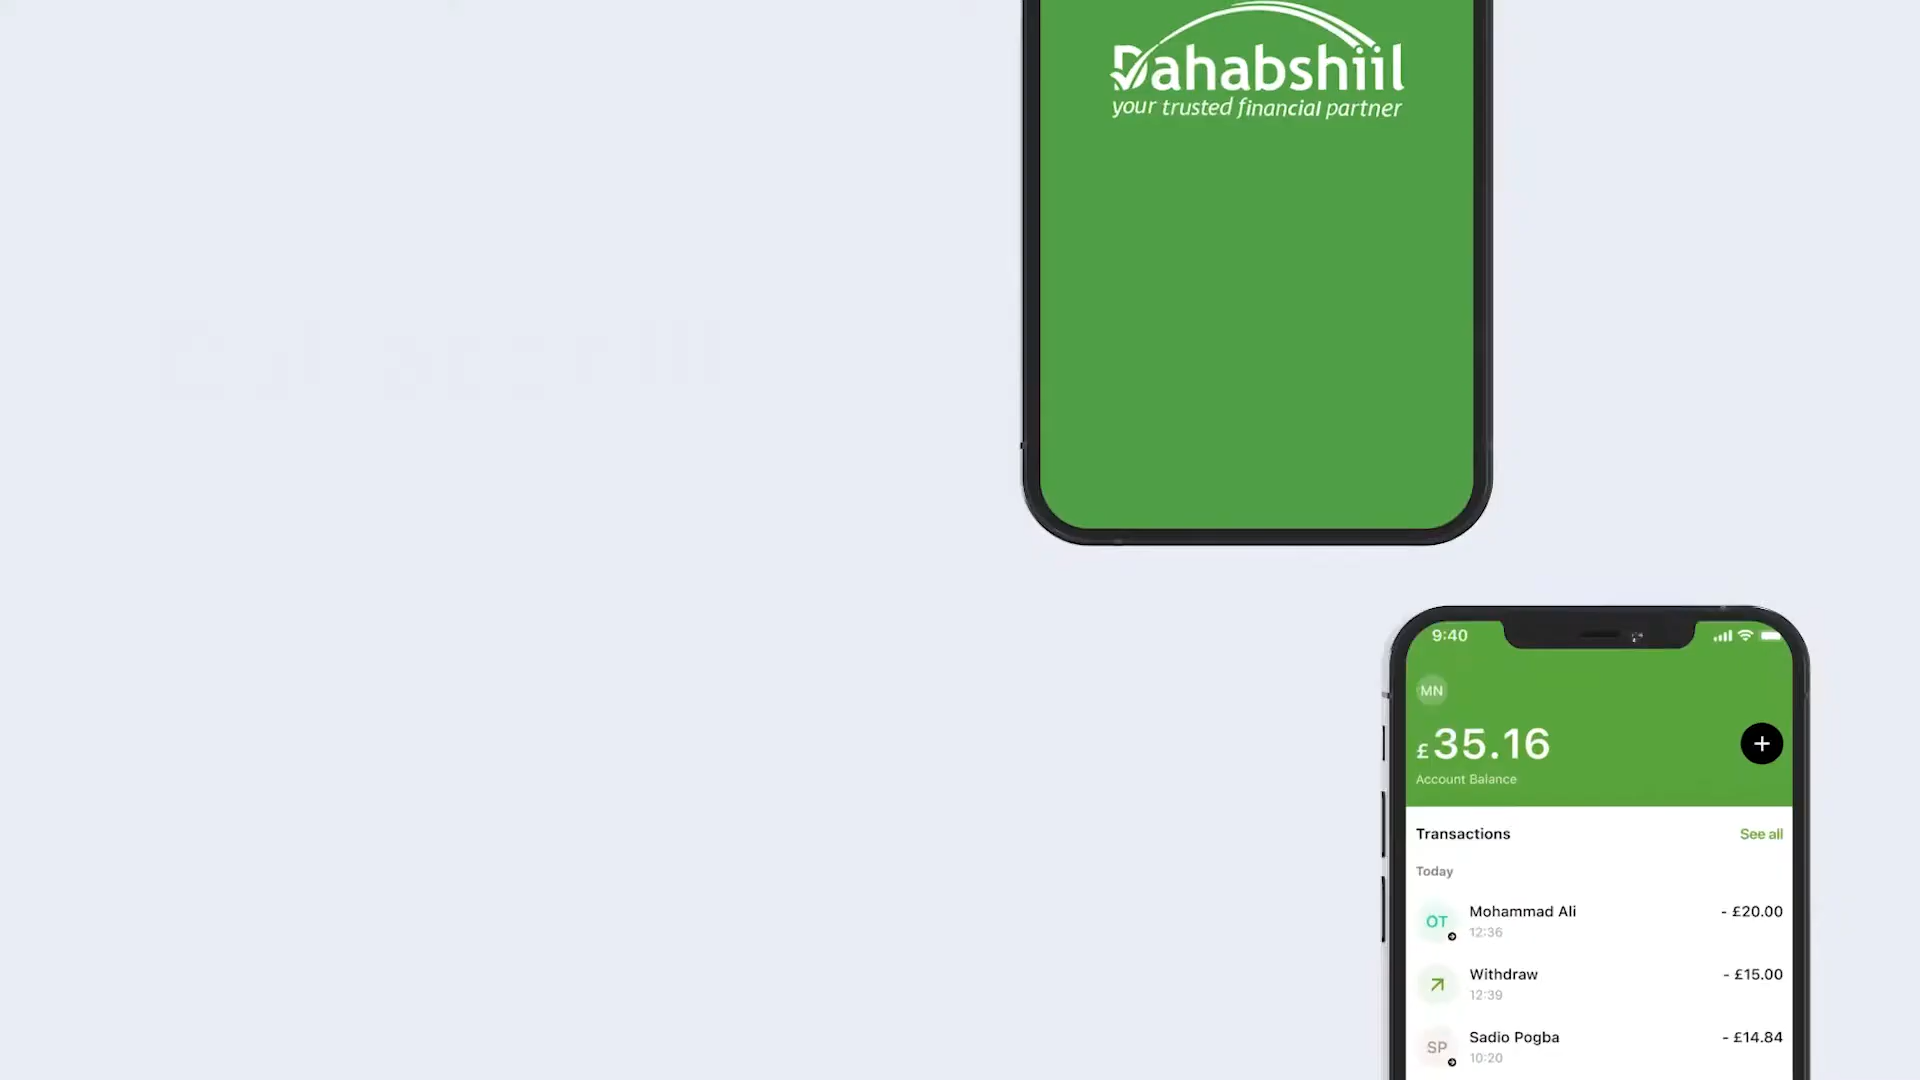 Dahabshiil
your trusted financial partner
9:40
MN
£35.16
Account Balance
Transactions
See all
Today
OT
Mohammad Ali
- £20.00
12:36
Withdraw
- £15.00
12:39
SP
Sadio Pogba
- £14.84
10:20